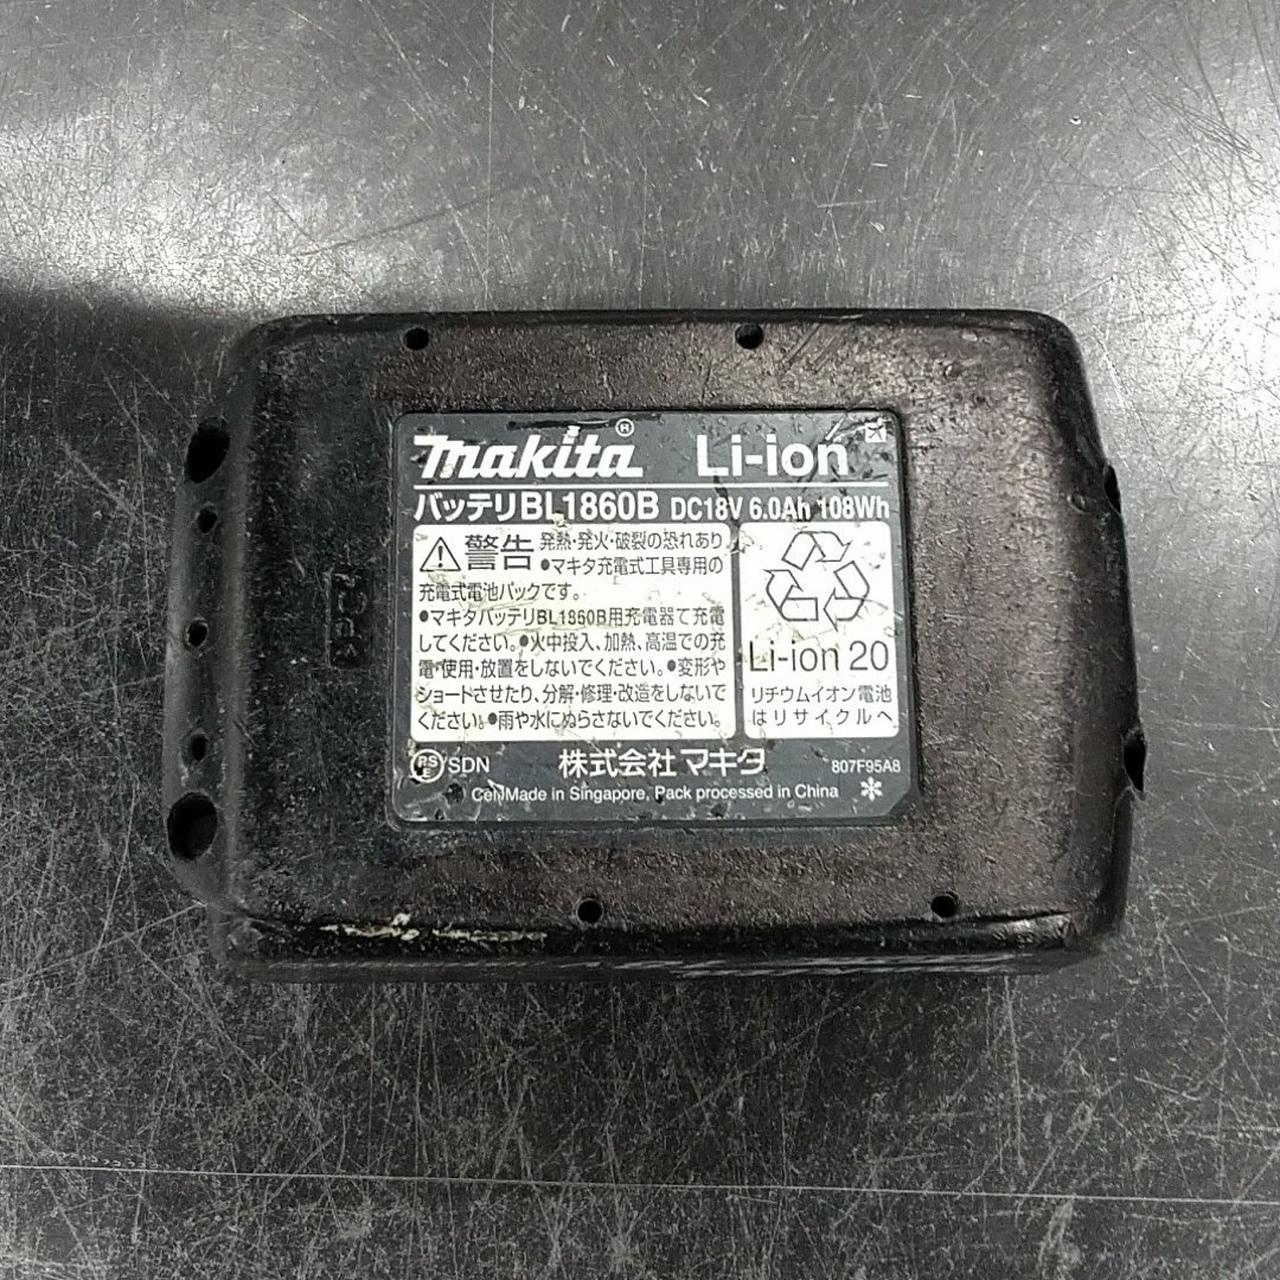 makita® Li-ion
バッテリBL1860B DC18V 6.0Ah 108Wh
警告 発熱・発火・破裂の恐れあり
●マキタ充電式工具専用の
充電式電池パックです。
●マキタバッテリBL1860B用充電器で充電
してください。●火中投入、加熱、高温での充
電・使用・放置をしないでください。●変形や
ショートさせたり、分解・修理・改造をしないで
ください。●雨や水にぬらさないでください。
Li-ion 20
リチウムイオン電池
はリサイクルへ
PSE SDN 株式会社 マキタ 807F95A8
Cell Made in Singapore, Pack processed in China